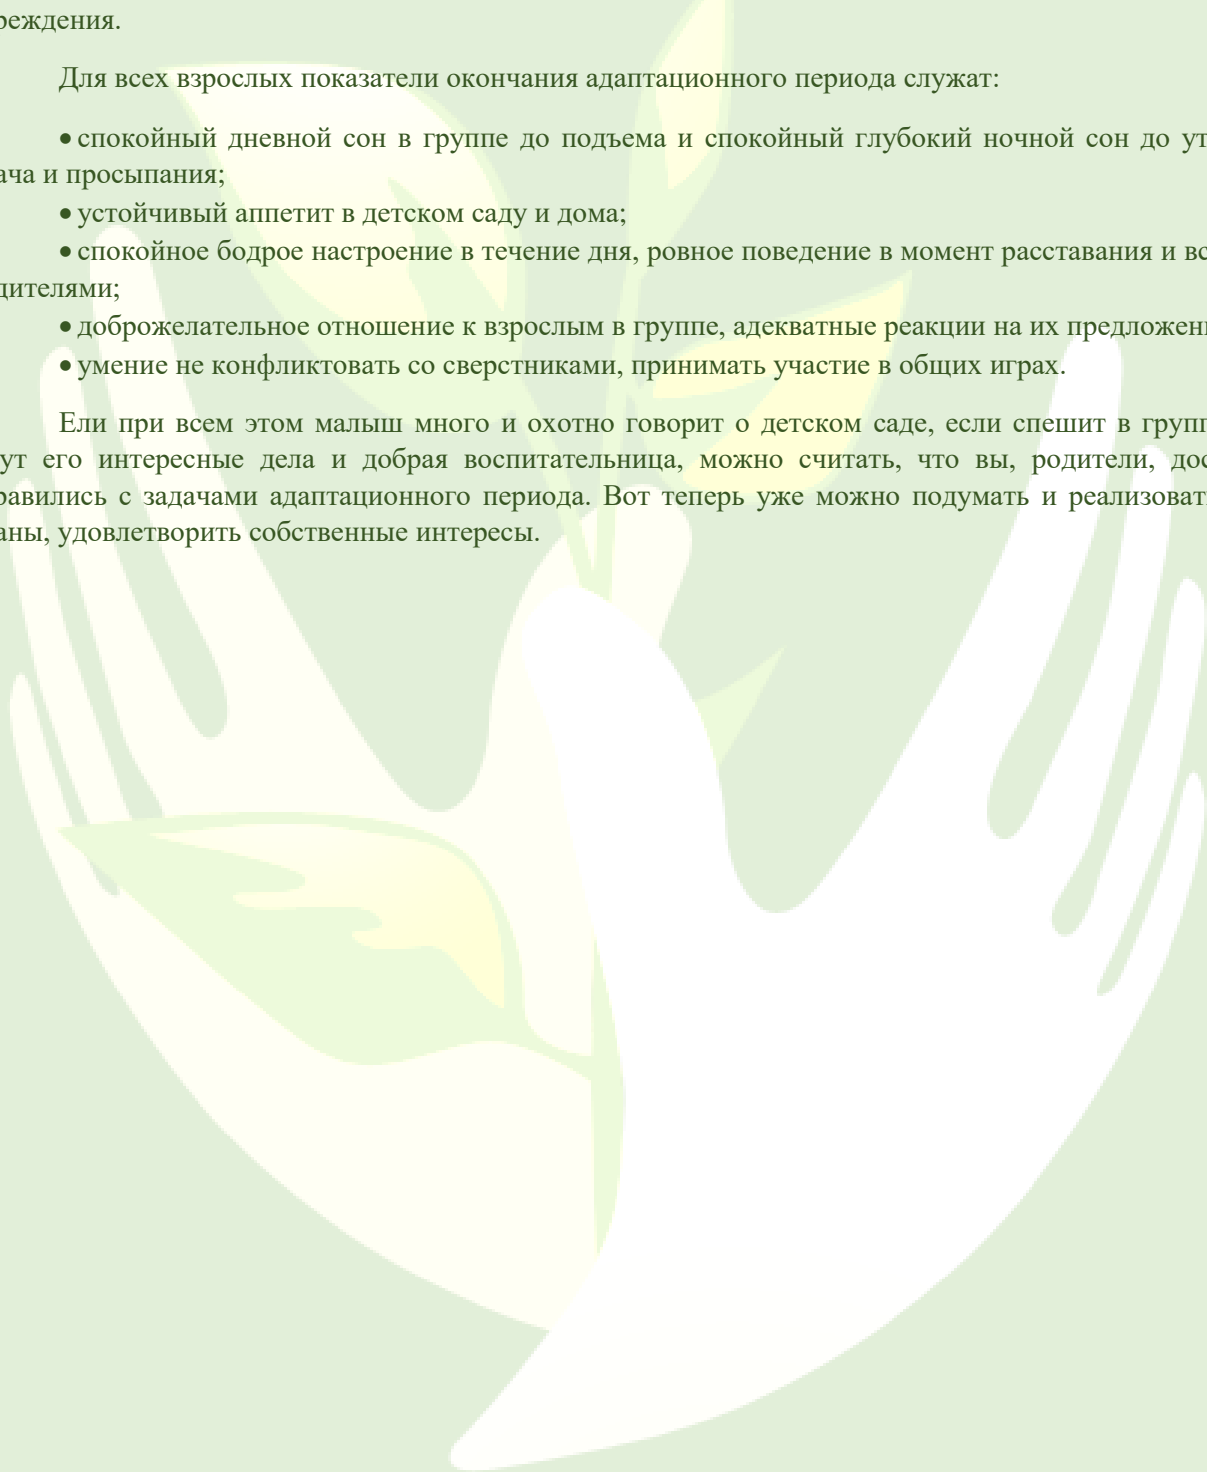 реждения.
Для всех взрослых показатели окончания адаптационного периода служат:
• спокойный дневной сон в группе до подъема и спокойный глубокий ночной сон до ут
ача и просыпания;
• устойчивый аппетит в детском саду и дома;
• спокойное бодрое настроение в течение дня, ровное поведение в момент расставания и вс
дителями;
• доброжелательное отношение к взрослым в группе, адекватные реакции на их предложен
• умение не конфликтовать со сверстниками, принимать участие в общих играх.
Ели при всем этом малыш много и охотно говорит о детском саде, если спешит в групп
ут его интересные дела и добрая воспитательница, можно считать, что вы, родители, дос
равились с задачами адаптационного периода. Вот теперь уже можно подумать и реализоват
аны, удовлетворить собственные интересы.